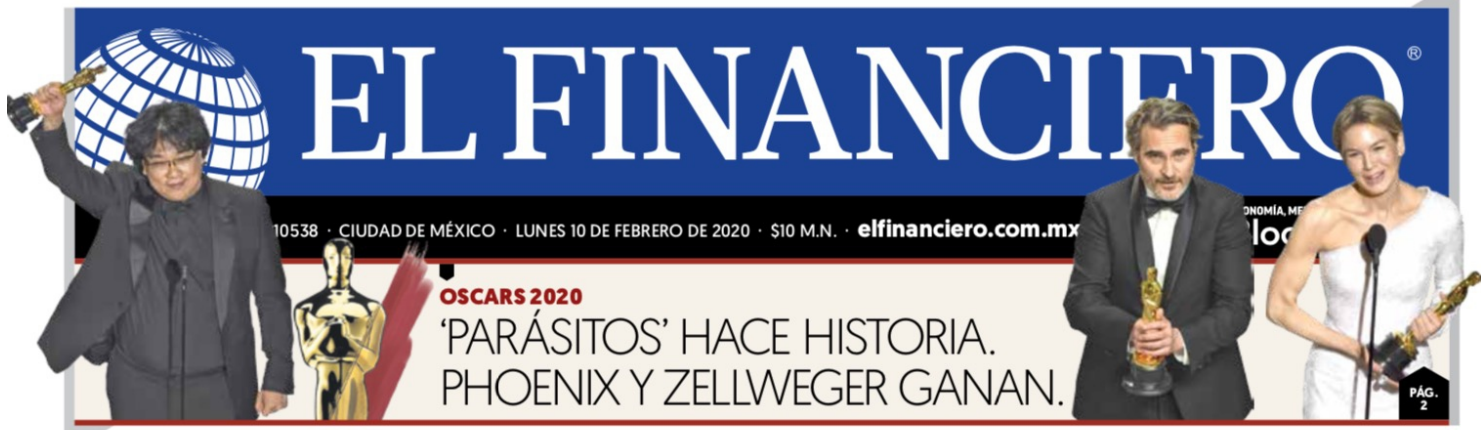 EL FINANCIERO®
10538 · CIUDAD DE MÉXICO · LUNES 10 DE FEBRERO DE 2020 · $10 M.N. · elfinanciero.com.mx
OSCARS 2020
‘PARÁSITOS’ HACE HISTORIA.
PHOENIX Y ZELLWEGER GANAN.
PÁG.
2